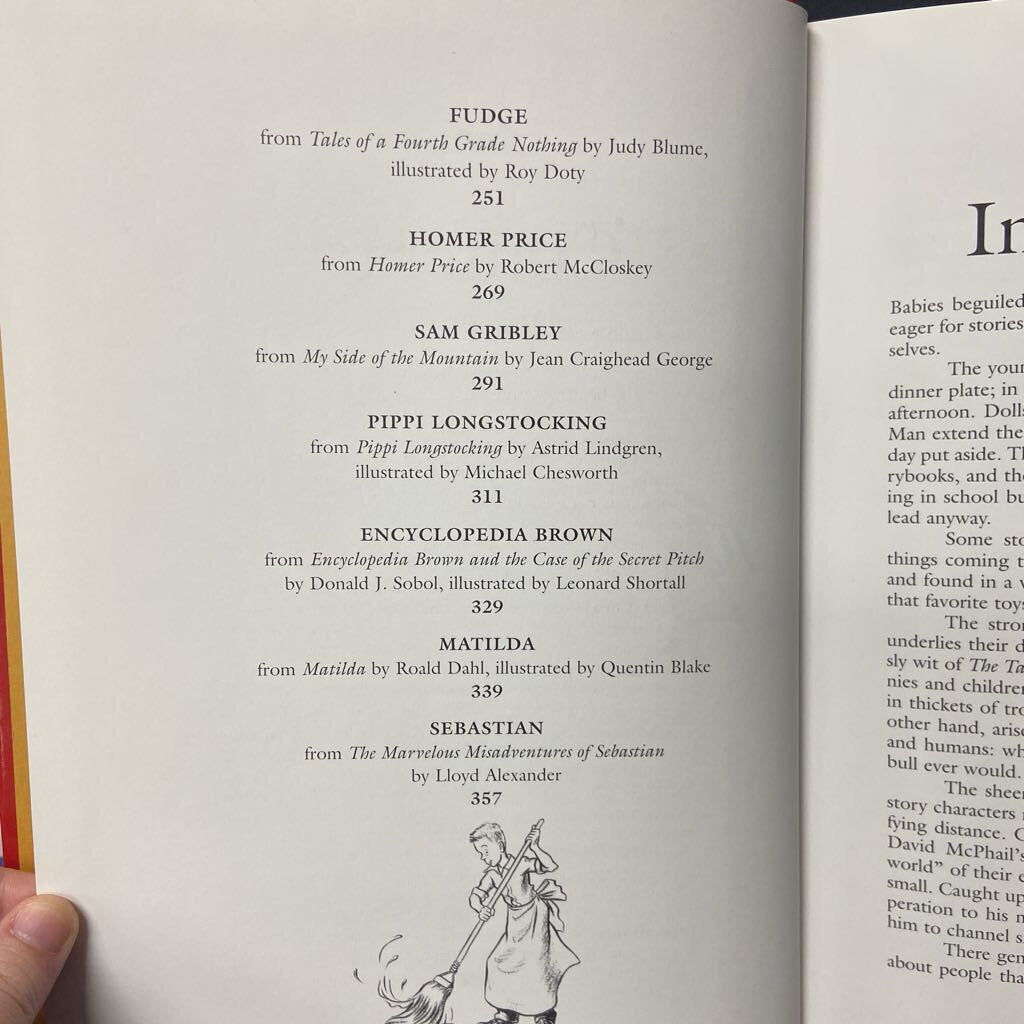 FUDGE
from Tales of a Fourth Grade Nothing by Judy Blume,
illustrated by Roy Doty
251
HOMER PRICE
from Homer Price by Robert McCloskey
269
SAM GRIBLEY
from My Side of the Mountain by Jean Craighead George
291
PIPPI LONGSTOCKING
from Pippi Longstocking by Astrid Lindgren,
illustrated by Michael Chesworth
311
ENCYCLOPEDIA BROWN
from Encyclopedia Brown aud the Case of the Secret Pitch
by Donald J. Sobol, illustrated by Leonard Shortall
329
MATILDA
from Matilda by Roald Dahl, illustrated by Quentin Blake
339
SEBASTIAN
from The Marvelous Misadventures of Sebastian
by Lloyd Alexander
357
In
Babies beguiled
eager for stories
selves.
The your
dinner plate; in
afternoon. Doll
Man extend the
day put aside. Th
rybooks, and the
ing in school bu
lead anyway.
Some sto
things coming t
and found in a v
that favorite toy
The stron
underlies their d
sly wit of The Ta
nies and children
in thickets of tro
other hand, arise
and humans: wh
bull ever would.
The sheer
story characters
fying distance. C
David McPhail's
world" of their e
small. Caught up
peration to his n
him to channel s
There gen
about people tha